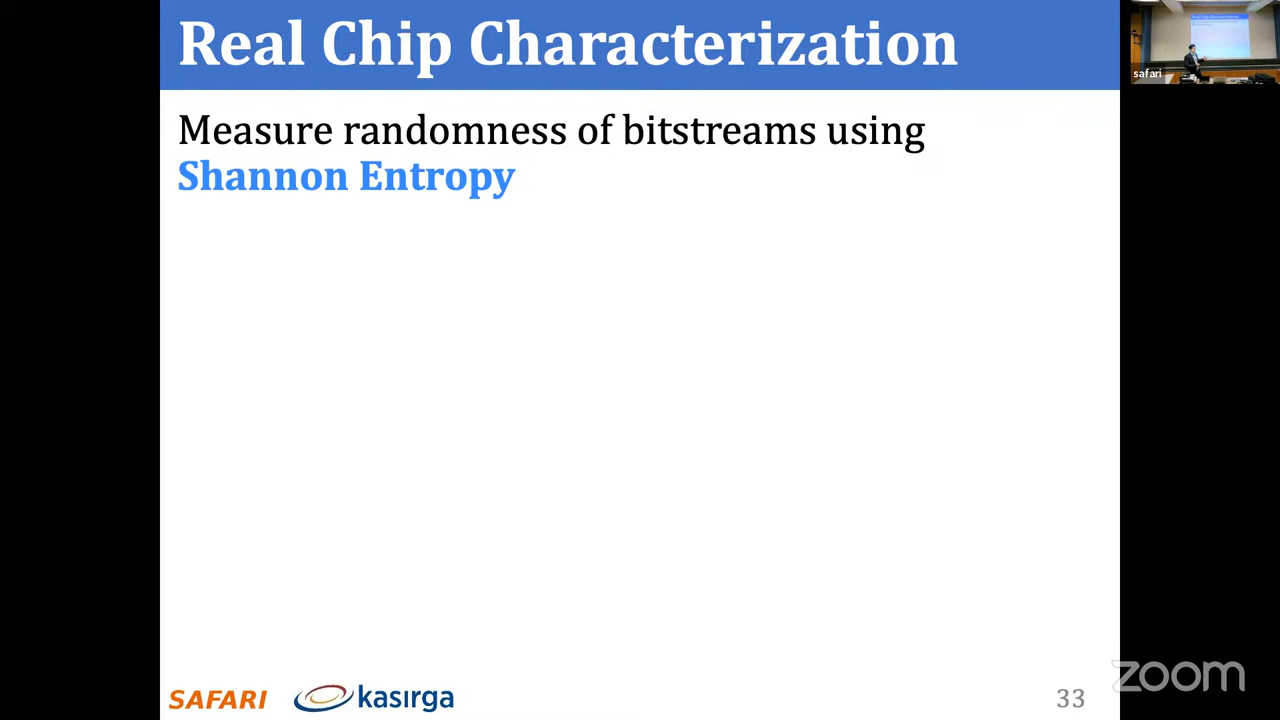 Real Chip Characterization
safari
Measure randomness of bitstreams using
Shannon Entropy
SAFARI
kasırga
33
zoom